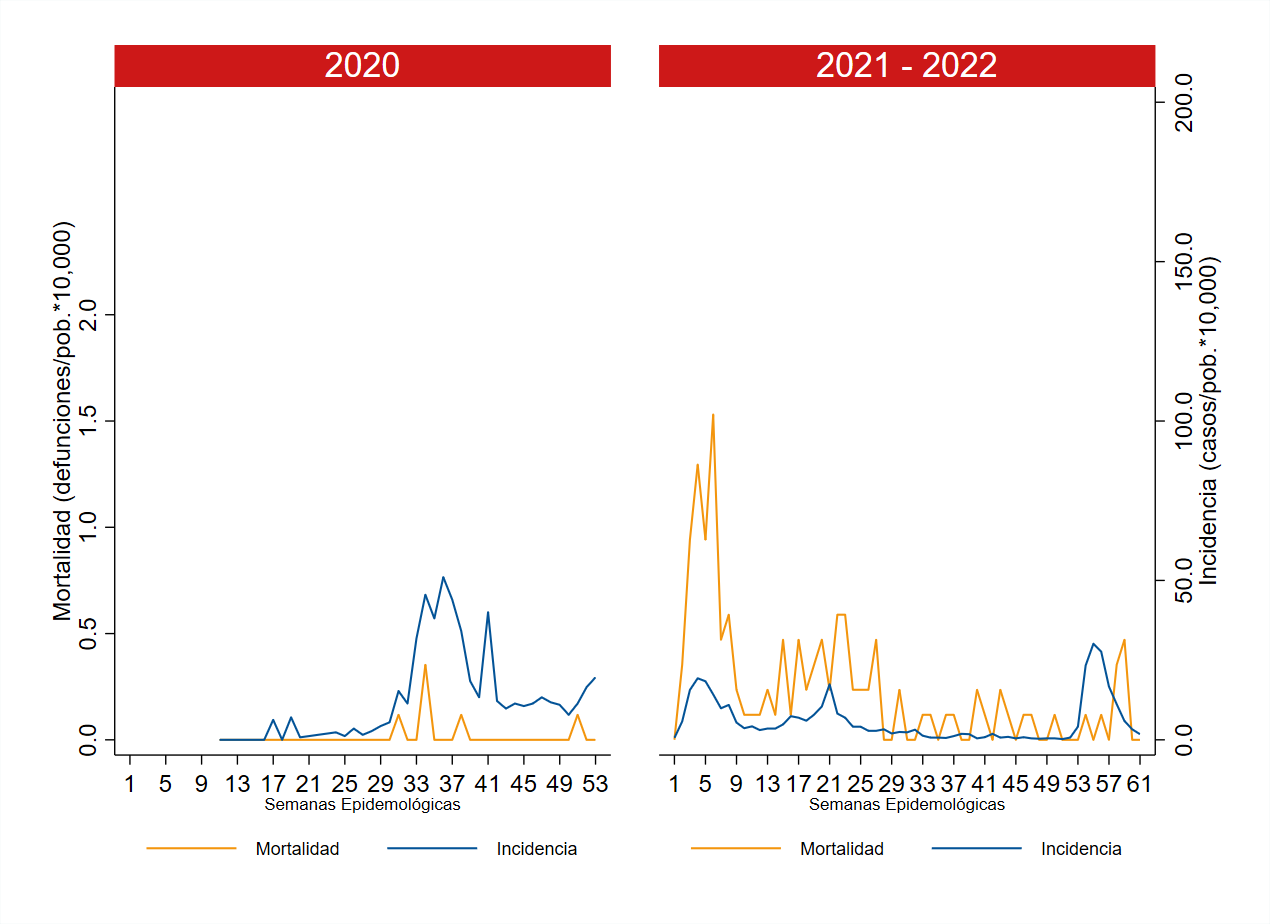 2020
2021 - 2022
Mortalidad (defunciones/pob.*10,000)
0.0
0.5
1.0
1.5
2.0
1 5 9 13 17 21 25 29 33 37 41 45 49 53
Semanas Epidemológicas
Mortalidad Incidencia
1 5 9 13 17 21 25 29 33 37 41 45 49 53 57 61
Semanas Epidemológicas
Mortalidad Incidencia
0.0
50.0
100.0
150.0
200.0
Incidencia (casos/pob.*10,000)